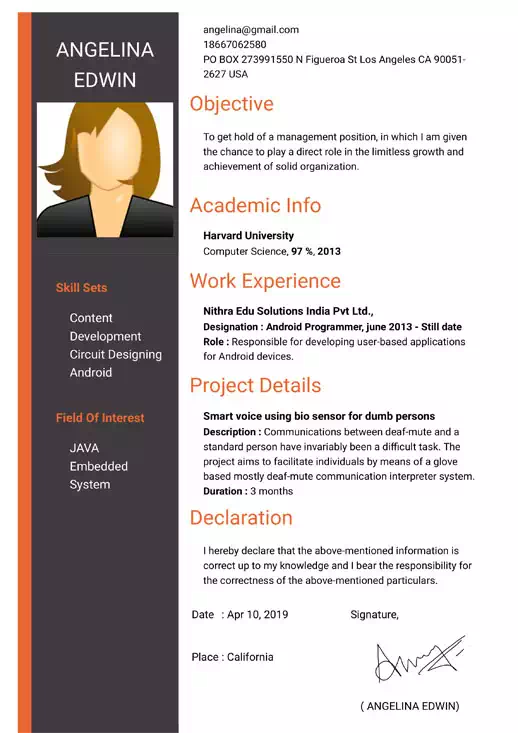 ANGELINA
EDWIN
Skill Sets
Content
Development
Circuit Designing
Android
Field Of Interest
JAVA
Embedded
System
angelina@gmail.com
18667062580
PO BOX 273991550 N Figueroa St Los Angeles CA 90051-
2627 USA
Objective
To get hold of a management position, in which I am given
the chance to play a direct role in the limitless growth and
achievement of solid organization.
Academic Info
Harvard University
Computer Science, 97 %, 2013
Work Experience
Nithra Edu Solutions India Pvt Ltd.,
Designation : Android Programmer, june 2013 - Still date
Role : Responsible for developing user-based applications
for Android devices.
Project Details
Smart voice using bio sensor for dumb persons
Description : Communications between deaf-mute and a
standard person have invariably been a difficult task. The
project aims to facilitate individuals by means of a glove
based mostly deaf-mute communication interpreter system.
Duration : 3 months
Declaration
I hereby declare that the above-mentioned information is
correct up to my knowledge and I bear the responsibility for
the correctness of the above-mentioned particulars.
Date : Apr 10, 2019 Signature,
Place : California
( ANGELINA EDWIN)